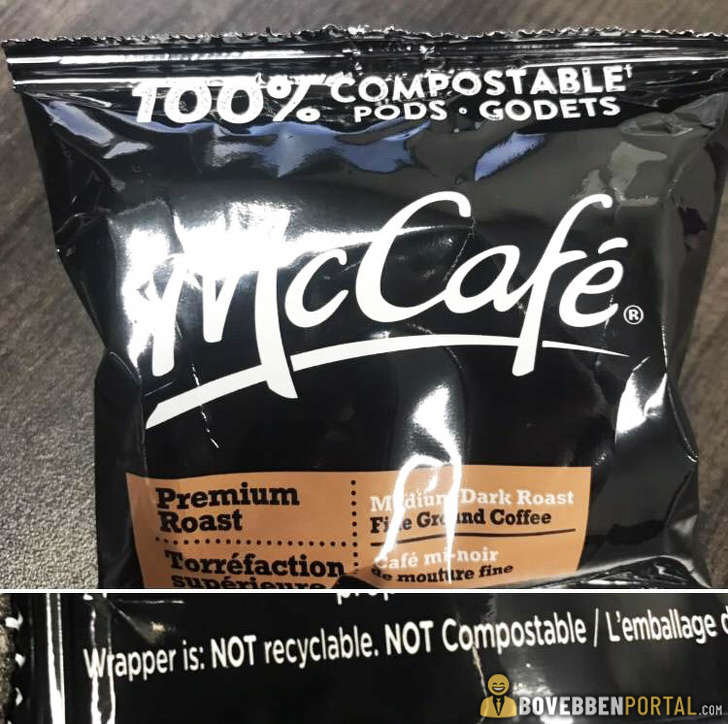 100% COMPOSTABLE†
PODS • GODETS
McCafé®
Premium
Roast
Medium Dark Roast
Fine Ground Coffee
Torréfaction
supérieure
Café mi-noir
de mouture fine
Wrapper is: NOT recyclable. NOT Compostable / L'emballage
BOVEBBENPORTAL.COM